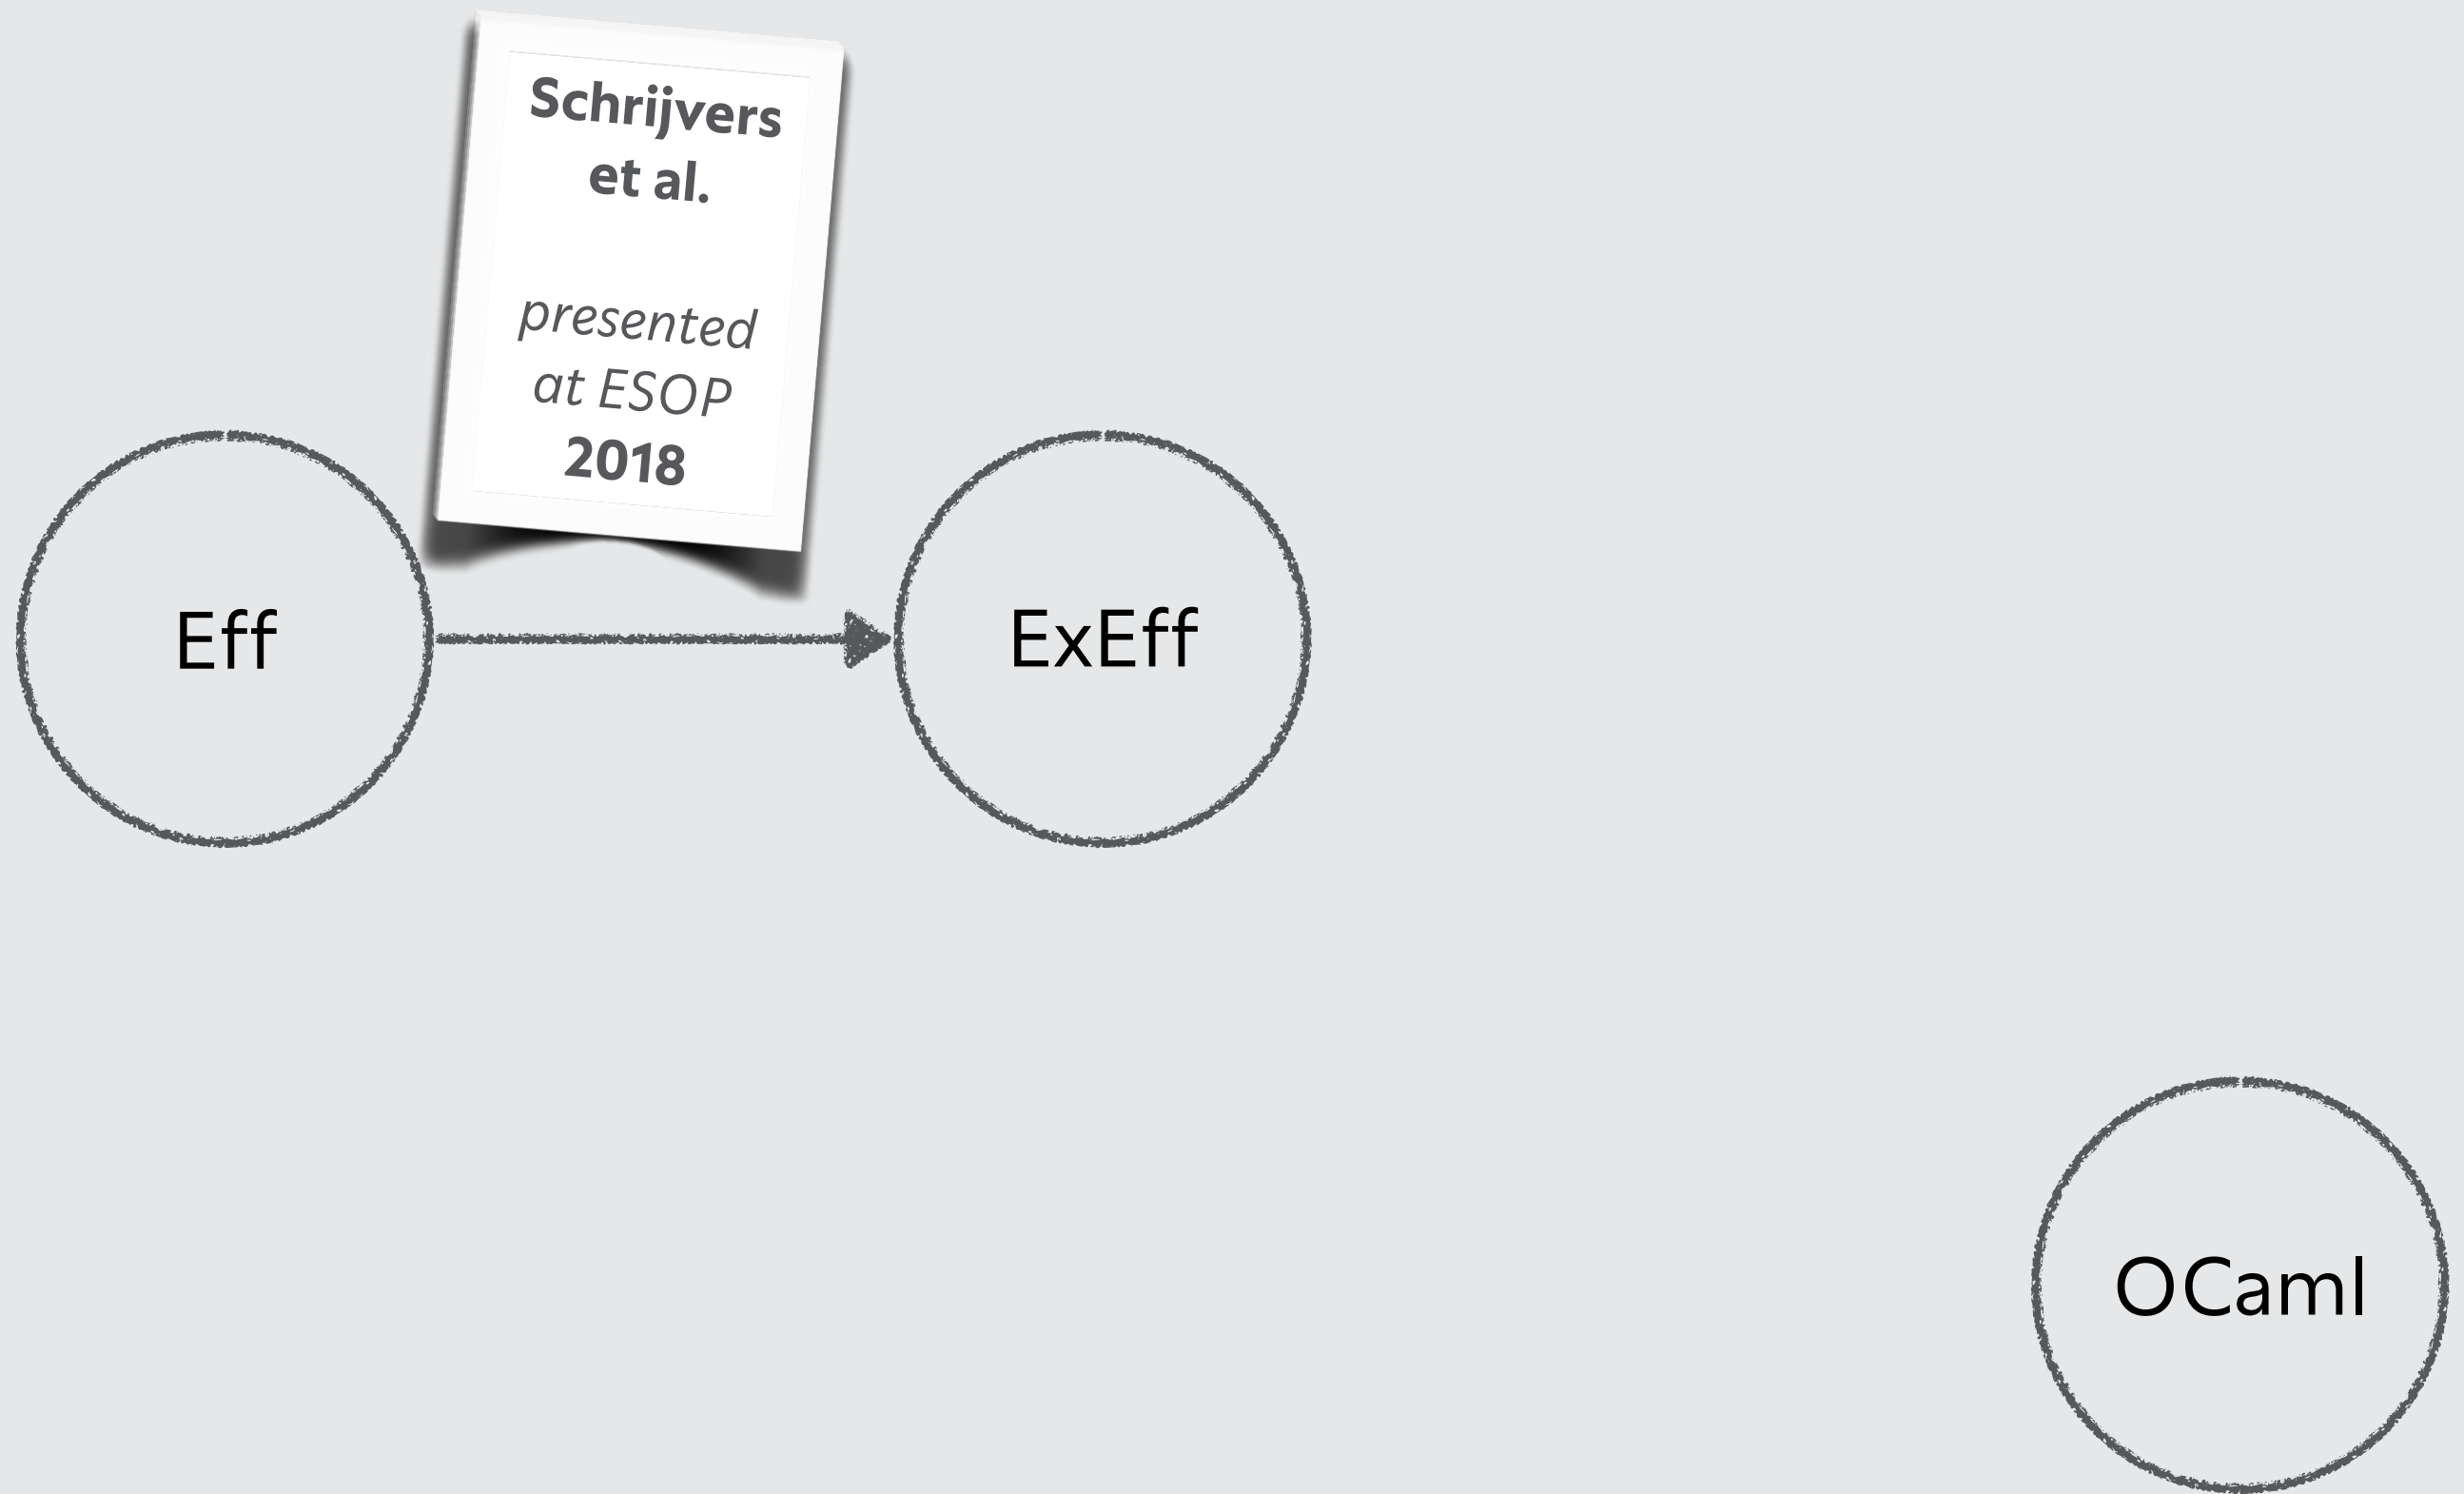 Schrijvers
et al.
presented
at ESOP
2018
Eff
ExEff
OCaml